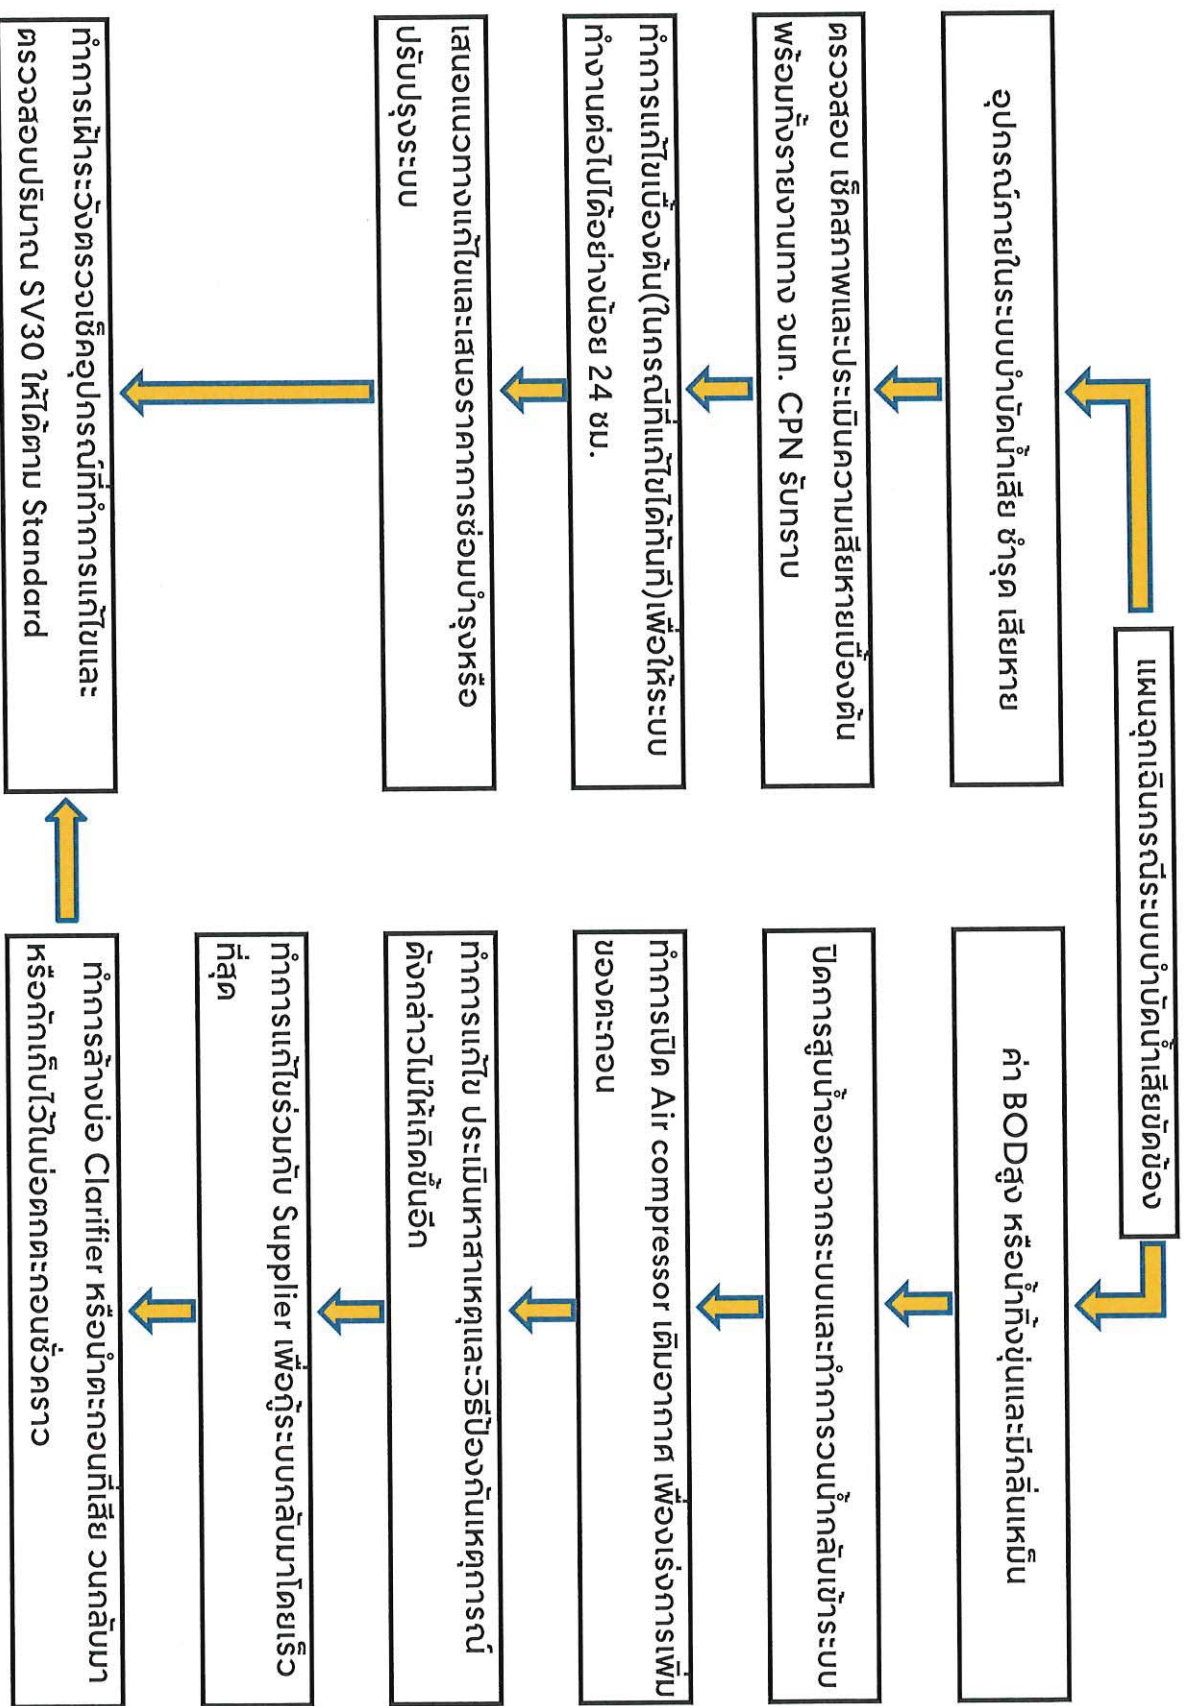 แผนฉุกเฉินกรณีระบบบำบัดน้ำเสียขัดข้อง
อุปกรณ์ภายในระบบบำบัดน้ำเสีย ชำรุด เสียหาย
ตรวจสอบ เช็คสภาพและประเมินความเสียหายเบื้องต้น
พร้อมทั้งรายงานทาง จนท. CPN รับทราบ
ทำการแก้ไขเบื้องต้น(ในกรณีที่แก้ไขได้ทันที)เพื่อให้ระบบ
ทำงานต่อไปได้อย่างน้อย 24 ชม.
เสนอแนวทางแก้ไขและเสนอราคาการซ่อมบำรุงหรือ
ปรับปรุงระบบ
ทำการเฝ้าระวังตรวจเช็คอุปกรณ์ที่ทำการแก้ไขและ
ตรวจสอบปริมาณ SV30 ให้ได้ตาม Standard
ค่า BODสูง หรือน้ำทิ้งขุ่นและมีกลิ่นเหม็น
ปิดการสูบน้ำออกจากระบบและทำการวนน้ำกลับเข้าระบบ
ทำการเปิด Air compressor เติมอากาศ เพื่องเร่งการเพิ่ม
ของตะกอน
ทำการแก้ไข ประเมินหาสาเหตุและวิธีป้องกันเหตุการณ์
ดังกล่าวไม่ให้เกิดขึ้นอีก
ทำการแก้ไขร่วมกับ Supplier เพื่อกู้ระบบกลับมาโดยเร็ว
ที่สุด
ทำการล้างบ่อ Clarifier หรือนำตะกอนที่เสีย วนกลับมา
หรือกักเก็บไว้ในบ่อตกตะกอนชั่วคราว